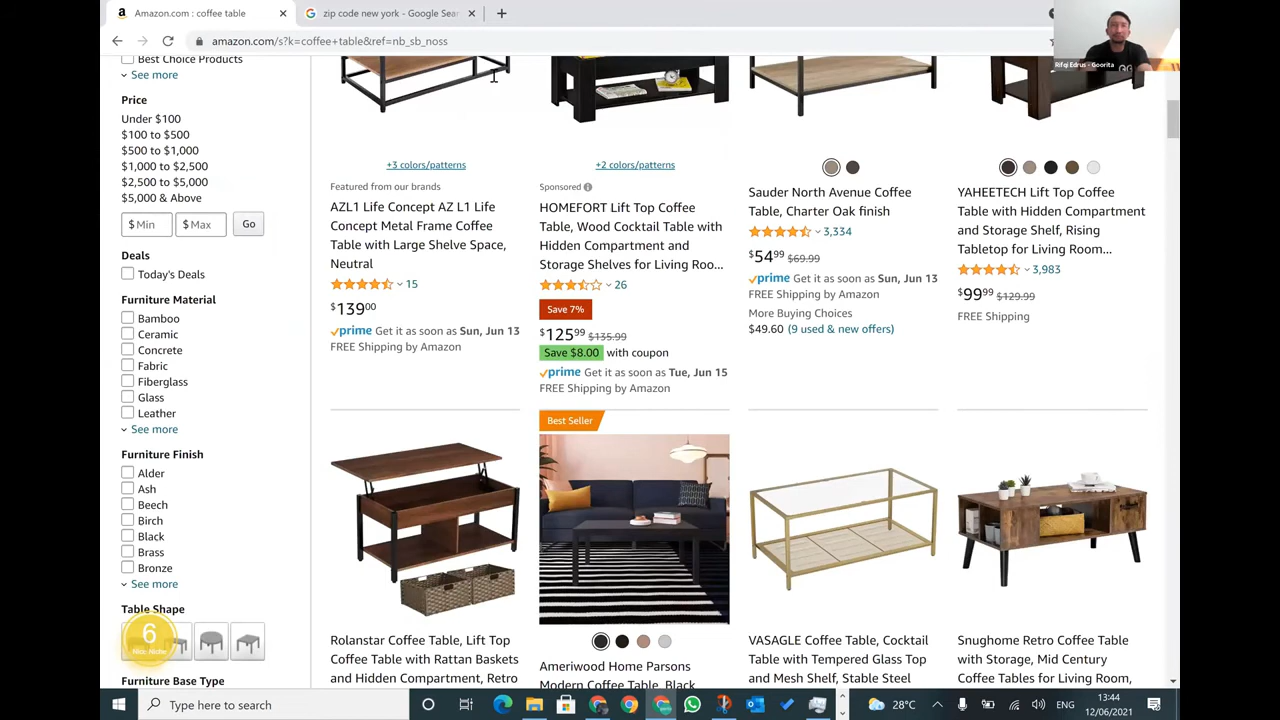 Amazon.com : coffee table
zip code new york - Google Sear
amazon.com/s?k=coffee+table&ref=nb_sb_noss
Rifqi Edrus - Goorita
Best Choice Products
See more
Price
Under $100
$100 to $500
$500 to $1,000
$1,000 to $2,500
$2,500 to $5,000
$5,000 & Above
$ Min
$ Max
Go
Deals
Today's Deals
Furniture Material
Bamboo
Ceramic
Concrete
Fabric
Fiberglass
Glass
Leather
See more
Furniture Finish
Alder
Ash
Beech
Birch
Black
Brass
Bronze
See more
Table Shape
6
Nice Niche
Furniture Base Type
+3 colors/patterns
Featured from our brands
AZL1 Life Concept AZ L1 Life
Concept Metal Frame Coffee
Table with Large Shelve Space,
Neutral
15
$139.00
prime Get it as soon as Sun, Jun 13
FREE Shipping by Amazon
+2 colors/patterns
Sponsored
HOMEFORT Lift Top Coffee
Table, Wood Cocktail Table with
Hidden Compartment and
Storage Shelves for Living Roo...
26
Save 7%
$125.99 $135.99
Save $8.00 with coupon
prime Get it as soon as Tue, Jun 15
FREE Shipping by Amazon
Sauder North Avenue Coffee
Table, Charter Oak finish
3,334
$54.99 $69.99
prime Get it as soon as Sun, Jun 13
FREE Shipping by Amazon
More Buying Choices
$49.60 (9 used & new offers)
YAHEETECH Lift Top Coffee
Table with Hidden Compartment
and Storage Shelf, Rising
Tabletop for Living Room...
3,983
$99.99 $129.99
FREE Shipping
Rolanstar Coffee Table, Lift Top
Table with Rattan Baskets
and Hidden Compartment, Retro
Best Seller
Ameriwood Home Parsons
Modern Coffee Table, Black
VASAGLE Coffee Table, Cocktail
Table with Tempered Glass Top
and Mesh Shelf, Stable Steel
Snughome Retro Coffee Table
with Storage, Mid Century
Coffee Tables for Living Room,
Type here to search
28°C
ENG
13:44
12/06/2021